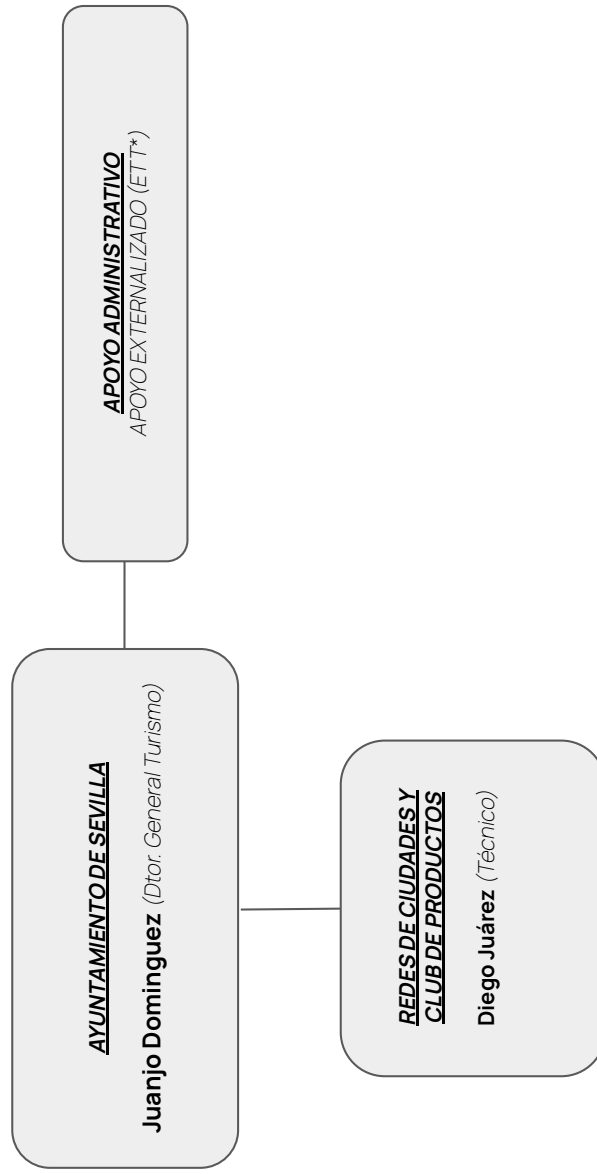 AYUNTAMIENTO DE SEVILLA
Juanjo Dominguez (Dtor. General Turismo)
APOYO ADMINISTRATIVO
APOYO EXTERNALIZADO (ETT*)
REDES DE CIUDADES Y
CLUB DE PRODUCTOS
Diego Juárez (Técnico)